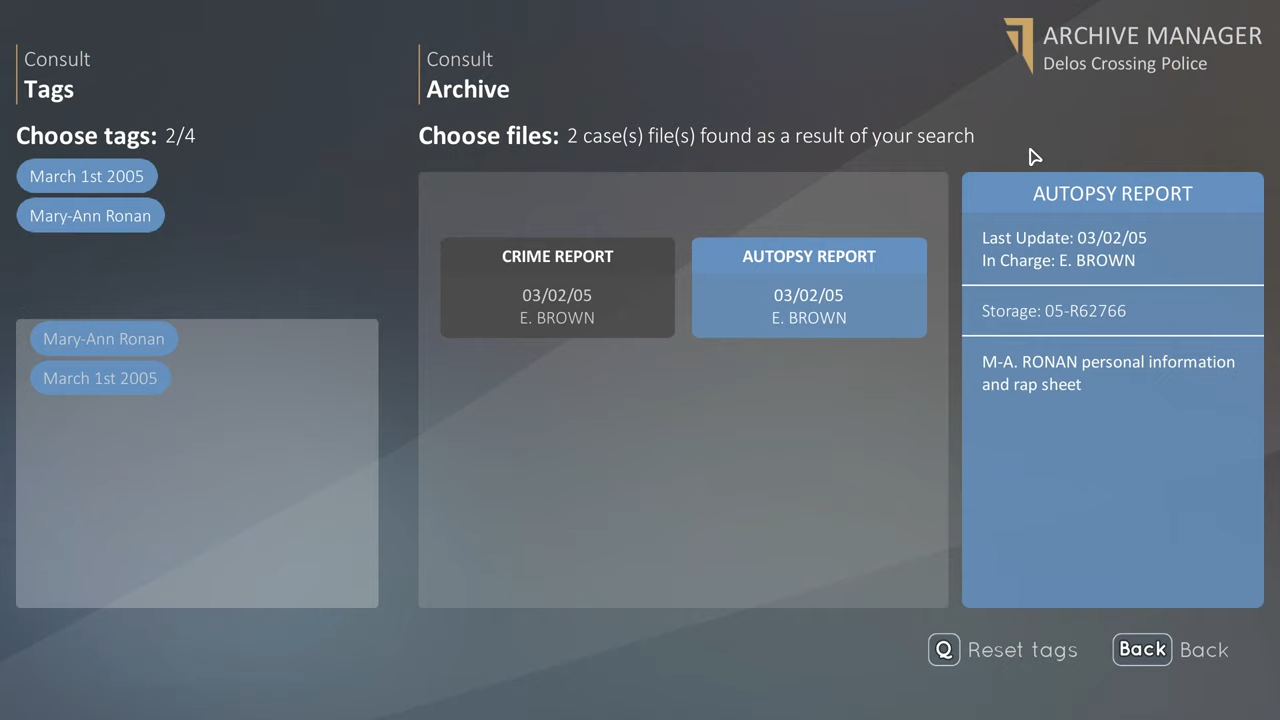 Consult
Tags
Choose tags: 2/4
March 1st 2005
Mary-Ann Ronan
Mary-Ann Ronan
March 1st 2005
Consult
Archive
Choose files: 2 case(s) file(s) found as a result of your search
CRIME REPORT
03/02/05
E. BROWN
AUTOPSY REPORT
03/02/05
E. BROWN
ARCHIVE MANAGER
Delos Crossing Police
AUTOPSY REPORT
Last Update: 03/02/05
In Charge: E. BROWN
Storage: 05-R62766
M-A. RONAN personal information
and rap sheet
Q Reset tags
Back Back